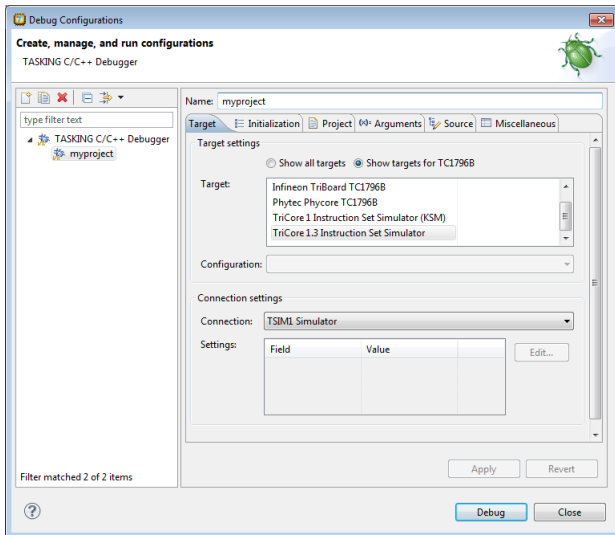 Debug Configurations
Create, manage, and run configurations
TASKING C/C++ Debugger
type filter text
TASKING C/C++ Debugger
myproject
Filter matched 2 of 2 items
Name: myproject
Target Initialization Project (x)= Arguments Source Miscellaneous
Target settings
Show all targets Show targets for TC1796B
Target:
Infineon TriBoard TC1796B
Phytec Phycore TC1796B
TriCore 1 Instruction Set Simulator (KSM)
TriCore 1.3 Instruction Set Simulator
Configuration:
Connection settings
Connection: TSIM1 Simulator
Settings: Field Value Edit...
Apply Revert
? Debug Close